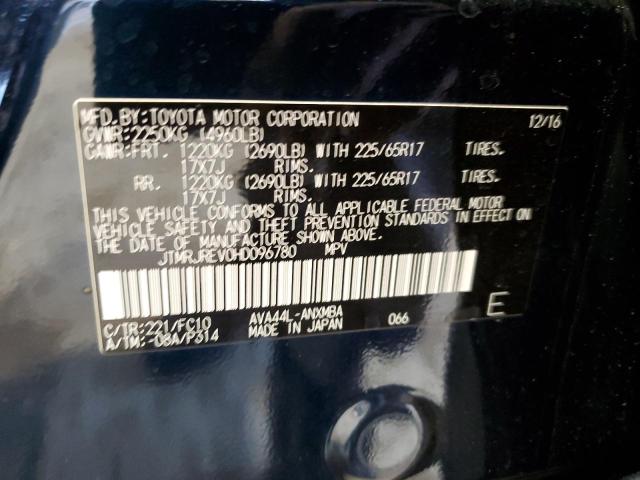 MFD. BY: TOYOTA MOTOR CORPORATION 12/16
GVWR: 2250KG (4960LB)
GAWR: FRT. 1220KG (2690LB) WITH 225/65R17 TIRES.
17X7J RIMS.
RR. 1220KG (2690LB) WITH 225/65R17 TIRES.
17X7J RIMS.
THIS VEHICLE CONFORMS TO ALL APPLICABLE FEDERAL MOTOR
VEHICLE SAFETY AND THEFT PREVENTION STANDARDS IN EFFECT ON
THE DATE OF MANUFACTURE SHOWN ABOVE.
JTMRJREV0HD096780 MPV
C/TR: 221/FC10 AVA44L-ANXMBA 066 E
A/TM: -08A/P314 MADE IN JAPAN